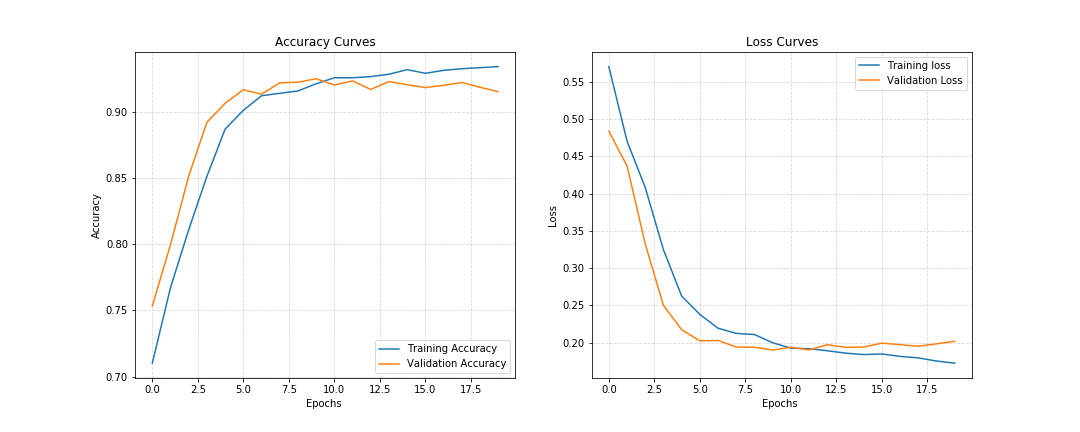 Accuracy Curves
0.90
0.85
0.80
0.75
0.70
Accuracy
0.0 2.5 5.0 7.5 10.0 12.5 15.0 17.5
Epochs
Training Accuracy
Validation Accuracy
Loss Curves
0.55
0.50
0.45
0.40
0.35
0.30
0.25
0.20
Loss
0.0 2.5 5.0 7.5 10.0 12.5 15.0 17.5
Epochs
Training loss
Validation Loss